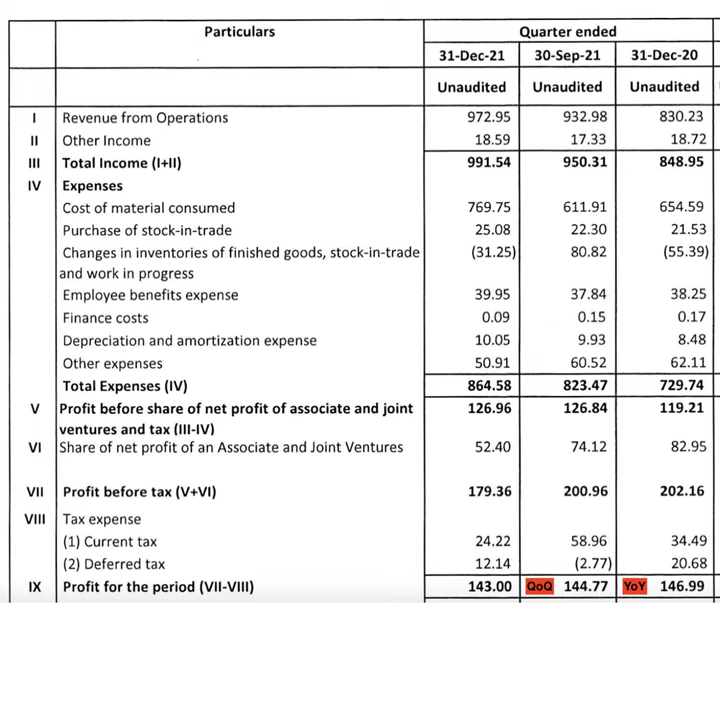 Particulars Quarter ended
31-Dec-21 30-Sep-21 31-Dec-20
Unaudited Unaudited Unaudited
I Revenue from Operations 972.95 932.98 830.23
II Other Income 18.59 17.33 18.72
III Total Income (I+II) 991.54 950.31 848.95
IV Expenses
Cost of material consumed 769.75 611.91 654.59
Purchase of stock-in-trade 25.08 22.30 21.53
Changes in inventories of finished goods, stock-in-trade (31.25) 80.82 (55.39)
and work in progress
Employee benefits expense 39.95 37.84 38.25
Finance costs 0.09 0.15 0.17
Depreciation and amortization expense 10.05 9.93 8.48
Other expenses 50.91 60.52 62.11
Total Expenses (IV) 864.58 823.47 729.74
V Profit before share of net profit of associate and joint 126.96 126.84 119.21
ventures and tax (III-IV)
VI Share of net profit of an Associate and Joint Ventures 52.40 74.12 82.95
VII Profit before tax (V+VI) 179.36 200.96 202.16
VIII Tax expense
(1) Current tax 24.22 58.96 34.49
(2) Deferred tax 12.14 (2.77) 20.68
IX Profit for the period (VII-VIII) 143.00 QoQ 144.77 YoY 146.99